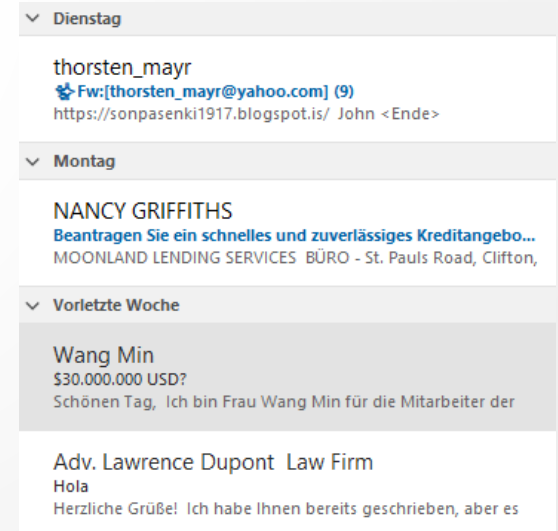 Dienstag
thorsten_mayr
Fw:[thorsten_mayr@yahoo.com] (9)
https://sonpasenki1917.blogspot.is/ John <Ende>
Montag
NANCY GRIFFITHS
Beantragen Sie ein schnelles und zuverlässiges Kreditangebo...
MOONLAND LENDING SERVICES BÜRO - St. Pauls Road, Clifton,
Vorletzte Woche
Wang Min
$30.000.000 USD?
Schönen Tag, Ich bin Frau Wang Min für die Mitarbeiter der
Adv. Lawrence Dupont Law Firm
Hola
Herzliche Grüße! Ich habe Ihnen bereits geschrieben, aber es